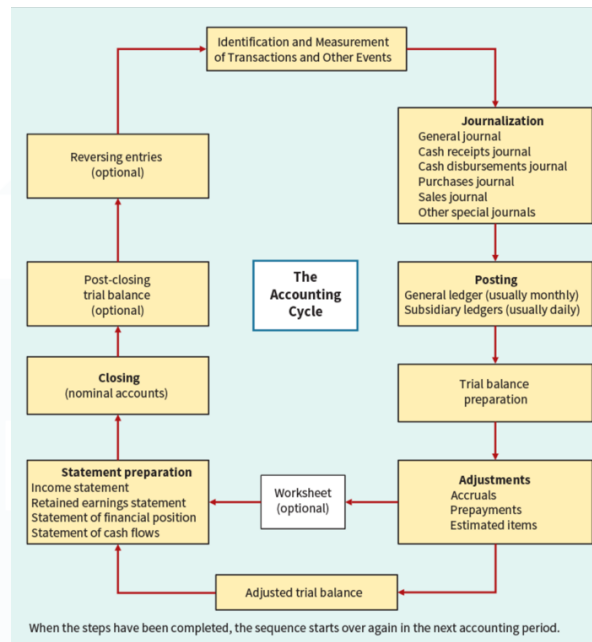 Identification and Measurement
of Transactions and Other Events
Journalization
General journal
Cash receipts journal
Cash disbursements journal
Purchases journal
Sales journal
Other special journals
Posting
General ledger (usually monthly)
Subsidiary ledgers (usually daily)
Trial balance
preparation
Adjustments
Accruals
Prepayments
Estimated items
Adjusted trial balance
Worksheet
(optional)
Statement preparation
Income statement
Retained earnings statement
Statement of financial position
Statement of cash flows
Closing
(nominal accounts)
Post-closing
trial balance
(optional)
Reversing entries
(optional)
The
Accounting
Cycle
When the steps have been completed, the sequence starts over again in the next accounting period.